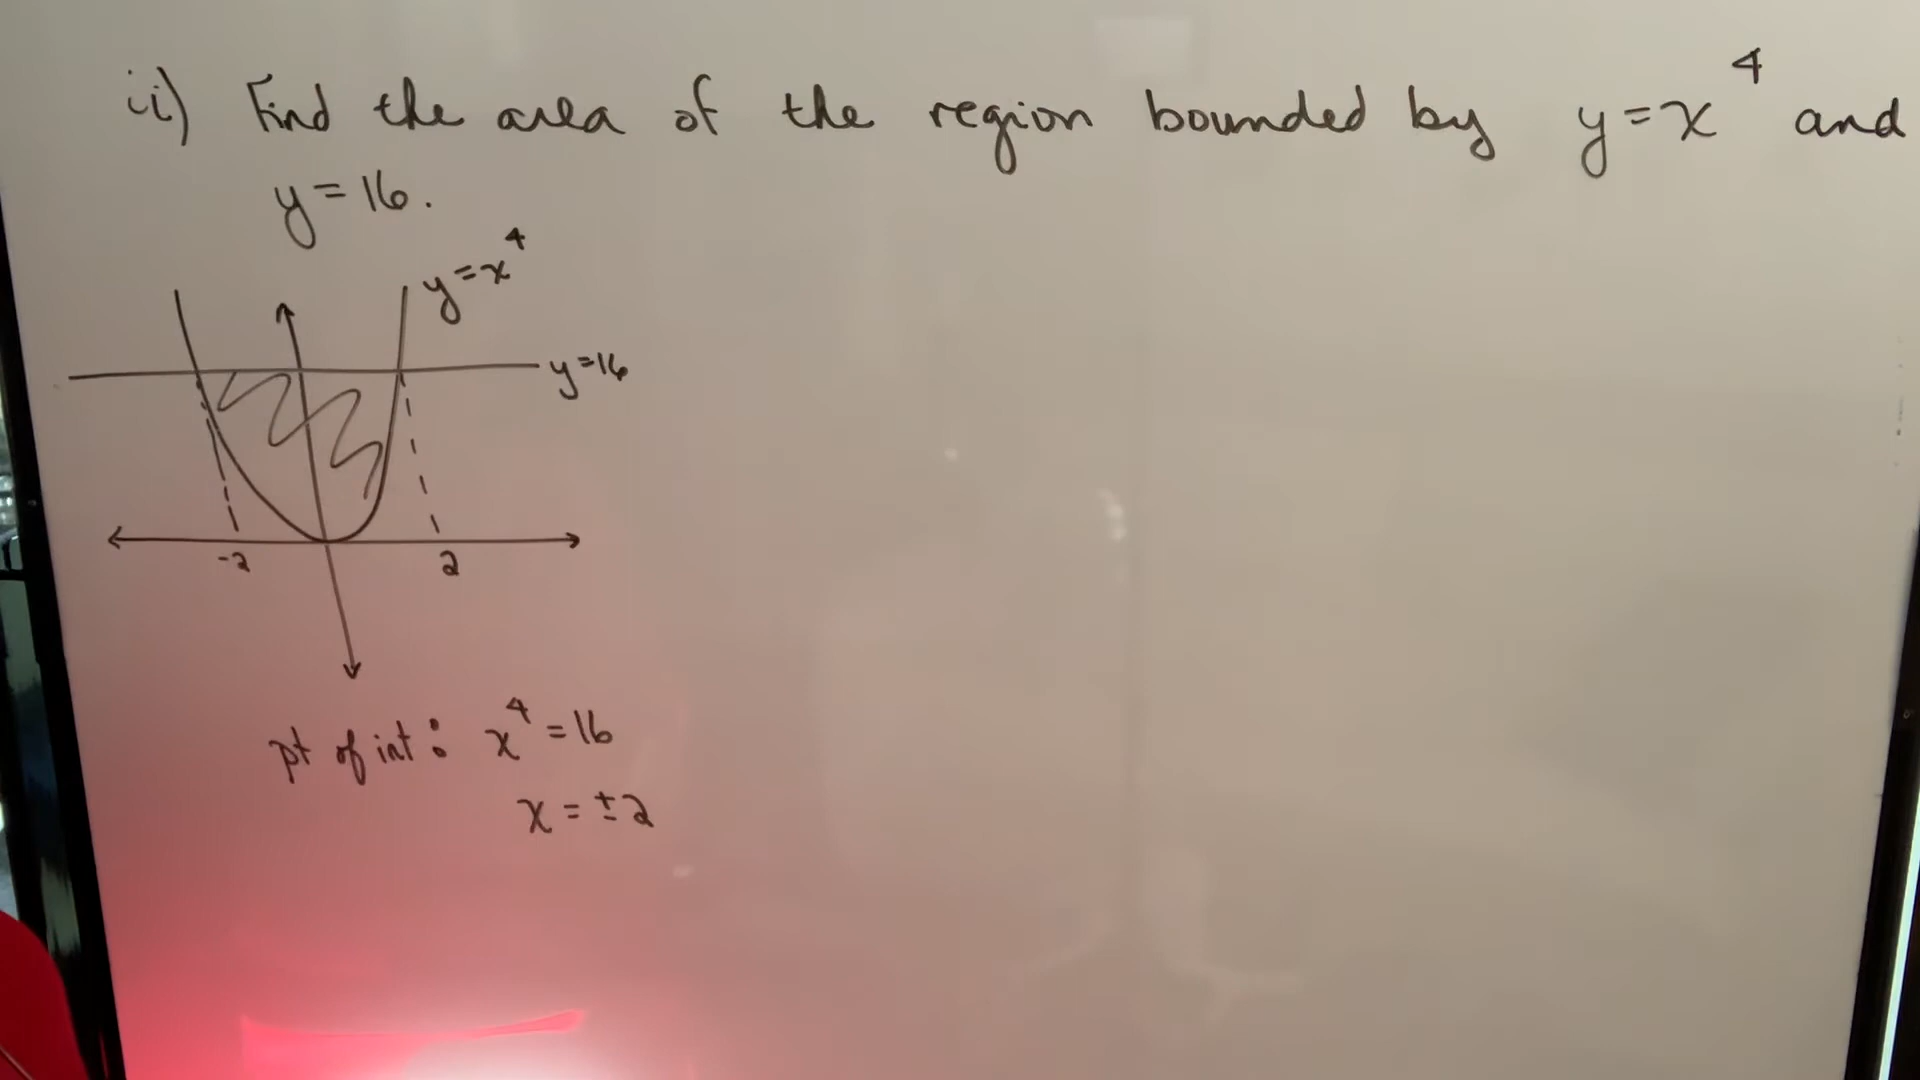 ii) Find the area of the region bounded by y=x⁴ and
y=16.
y=x⁴
y=16
-2 2
pt of int: x⁴=16
x=±2